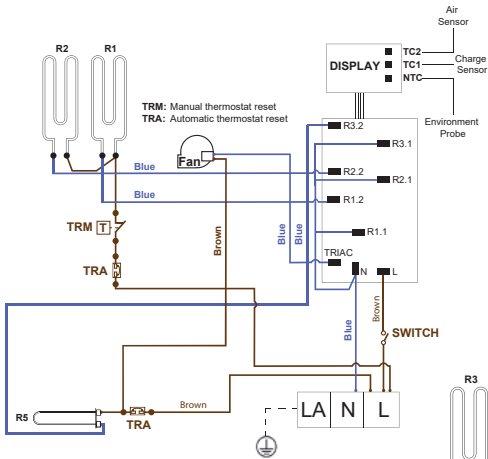 Air
Sensor
R2
R1
DISPLAY
TC2
TC1
NTC
Charge
Sensor
TRM: Manual thermostat reset
TRA: Automatic thermostat reset
Environment
Probe
Fan
R3.2
R3.1
Blue
R2.2
R2.1
Blue
R1.2
TRM
T
Brown
Blue
Blue
R1.1
TRIAC
TRA
N
L
Brown
Blue
SWITCH
R3
R5
Brown
TRA
LA
N
L